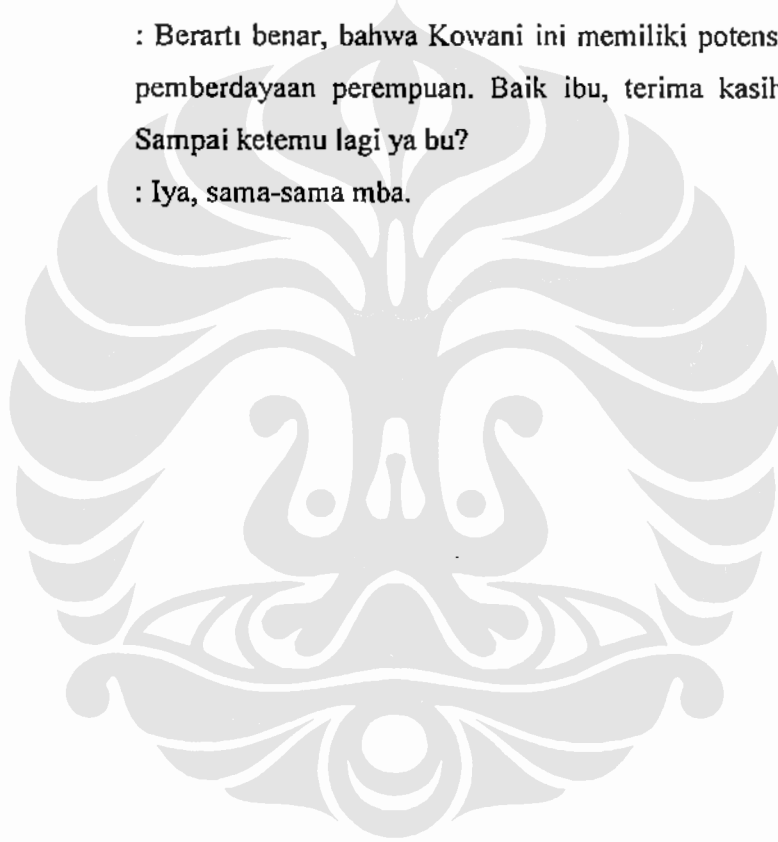 : Berarti benar, bahwa Kowani ini memiliki potens
pemberdayaan perempuan. Baik ibu, terima kasih
Sampai ketemu lagi ya bu?
: Iya, sama-sama mba.